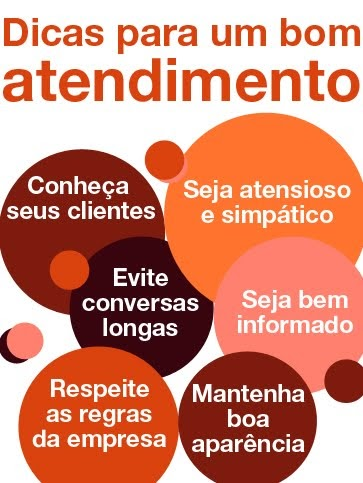 Dicas para um bom
atendimento
Conheça
seus clientes
Seja atensioso
e simpático
Evite
conversas
longas
Seja bem
informado
Respeite
as regras
da empresa
Mantenha
boa
aparência